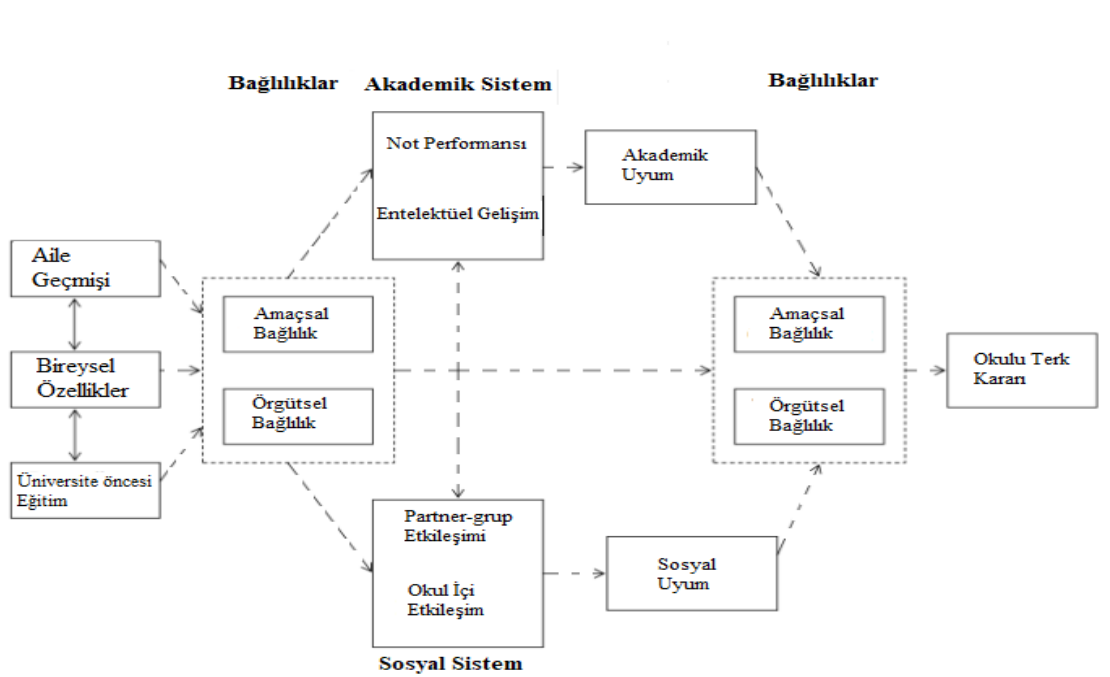 Bağlılıklar
Akademik Sistem
Bağlılıklar
Not Performansı
Entelektüel Gelişim
Akademik
Uyum
Aile
Geçmişi
Bireysel
Özellikler
Üniversite öncesi
Eğitim
Amaçsal
Bağlılık
Örgütsel
Bağlılık
Amaçsal
Bağlılık
Örgütsel
Bağlılık
Okulu Terk
Kararı
Partner-grup
Etkileşimi
Okul İçi
Etkileşim
Sosyal
Uyum
Sosyal Sistem